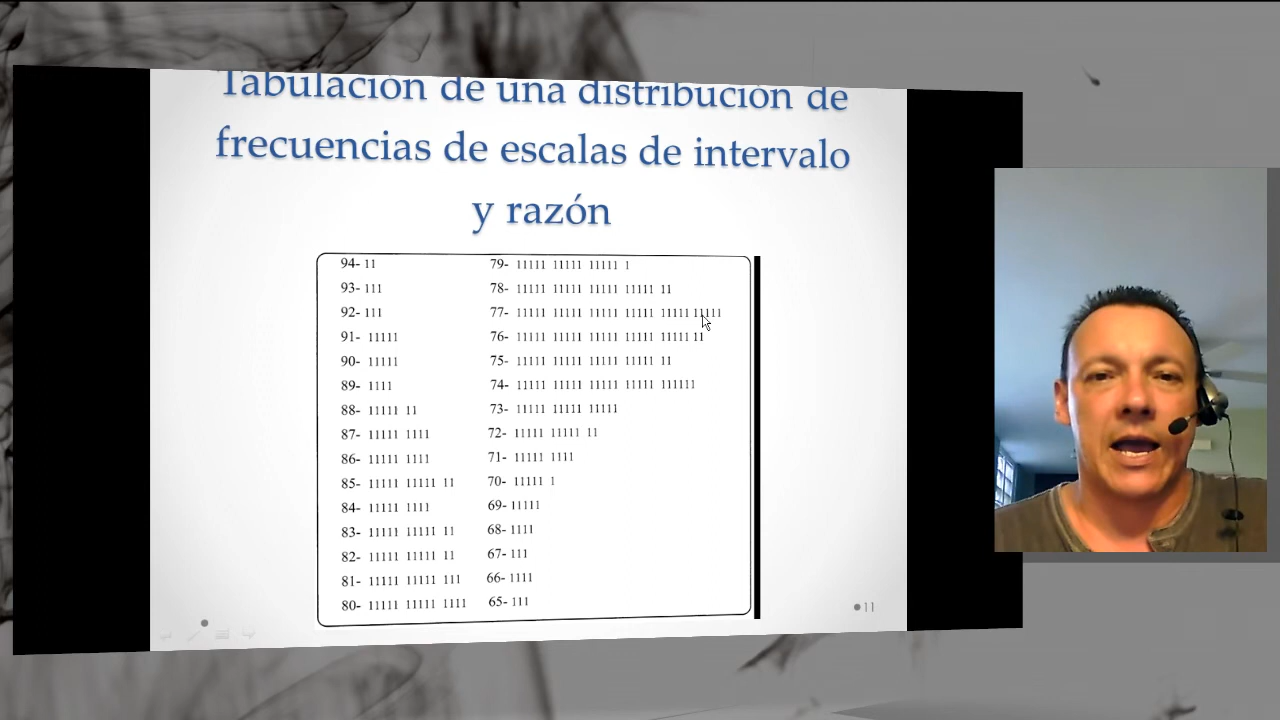 Tabulación de una distribución de
frecuencias de escalas de intervalo
y razón
94- 11
93- 111
92- 111
91- 11111
90- 11111
89- 1111
88- 11111 11
87- 11111 1111
86- 11111 1111
85- 11111 11111 11
84- 11111 1111
83- 11111 11111 11
82- 11111 11111 11
81- 11111 11111 111
80- 11111 11111 1111
79- 11111 11111 11111 1
78- 11111 11111 11111 11111 11
77- 11111 11111 11111 11111 11111 11111
76- 11111 11111 11111 11111 11111 11
75- 11111 11111 11111 11111 11
74- 11111 11111 11111 11111 111111
73- 11111 11111 11111
72- 11111 11111 11
71- 11111 1111
70- 11111 1
69- 11111
68- 1111
67- 111
66- 1111
65- 111
11